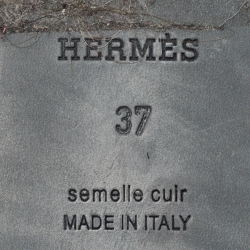 HERMÈS
37
semelle cuir
MADE IN ITALY